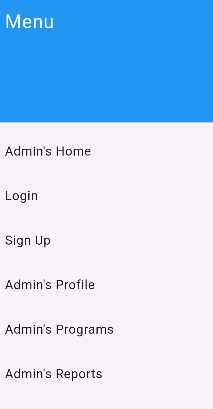 Menu
Admin's Home
Login
Sign Up
Admin's Profile
Admin's Programs
Admin's Reports